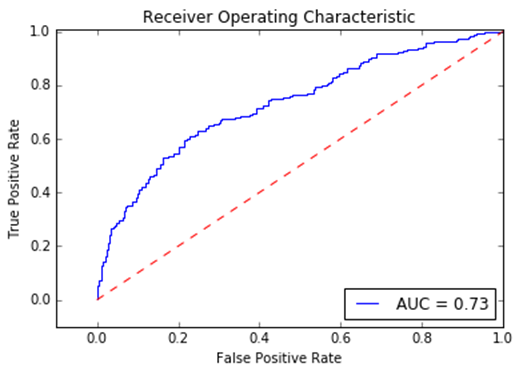 Receiver Operating Characteristic
True Positive Rate
1.0
0.8
0.6
0.4
0.2
0.0
AUC = 0.73
0.0 0.2 0.4 0.6 0.8 1.0
False Positive Rate